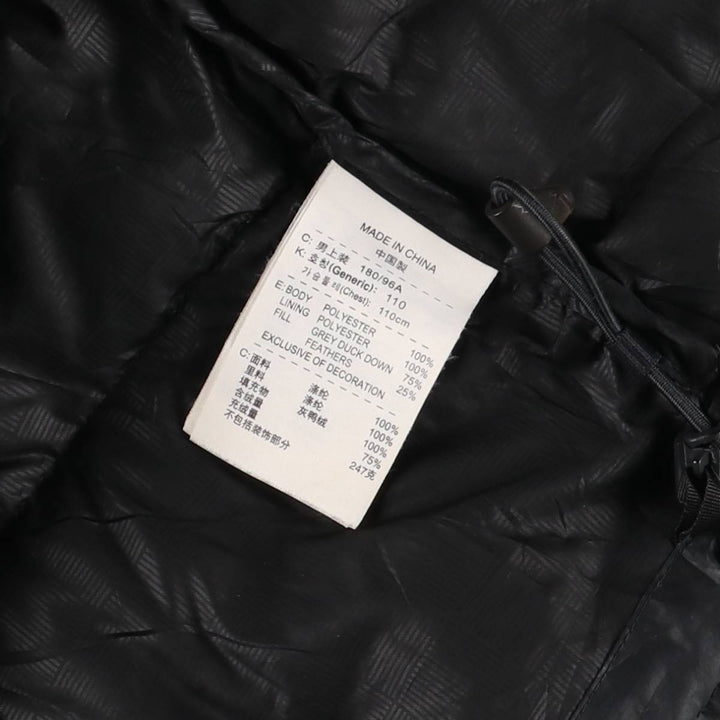 MADE IN CHINA
中国製
C: 男上装 180/96A
K: 호칭(Generic): 110
가슴둘레(Chest): 110cm
E: BODY POLYESTER 100%
LINING POLYESTER 100%
FILL GREY DUCK DOWN 75%
FEATHERS 25%
EXCLUSIVE OF DECORATION
C: 面料 涤纶 100%
里料 涤纶 100%
填充物 灰鸭绒 100%
含绒量 75%
充绒量 247克
不包括装饰部分